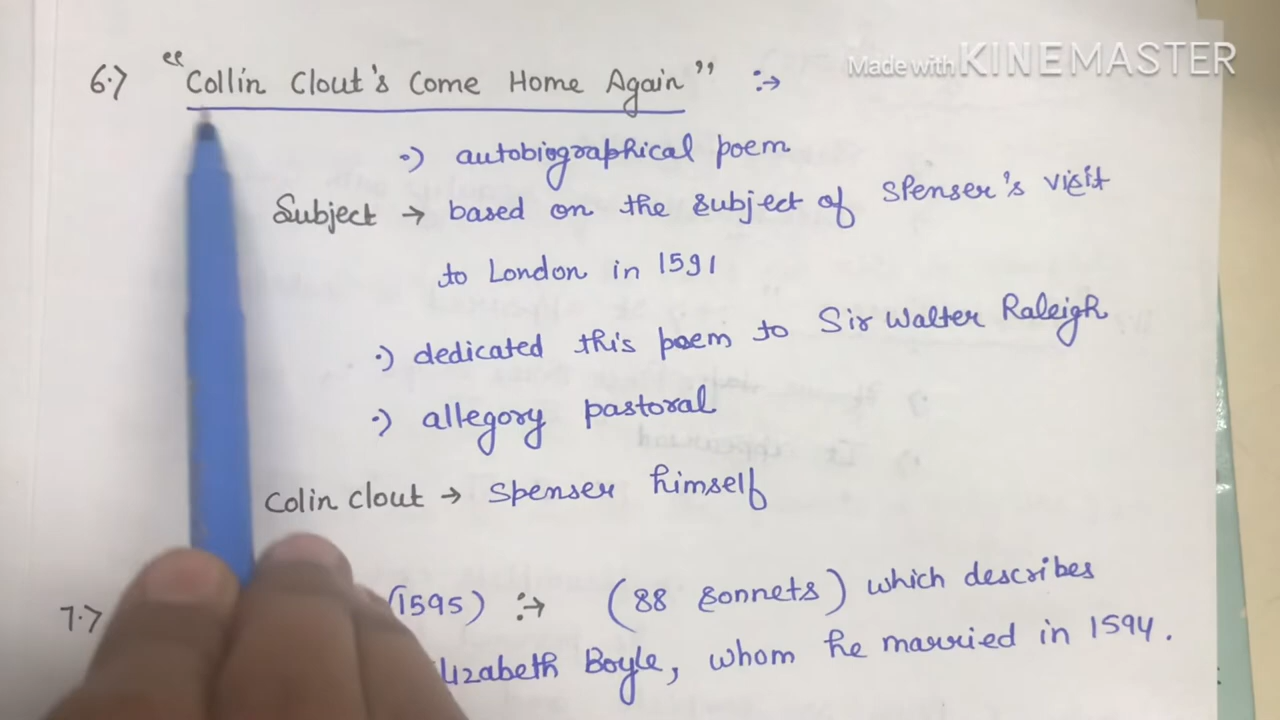 Made with KINEMASTER
6.) "Collin Clout's Come Home Again" :→
·) autobiographical poem
Subject → based on the subject of Spenser's visit
to London in 1591
·) dedicated this poem to Sir Walter Raleigh
·) allegory pastoral
Colin clout → Spenser himself
7.) (1595) :→ (88 sonnets) which describes
lizabeth Boyle, whom he married in 1594.